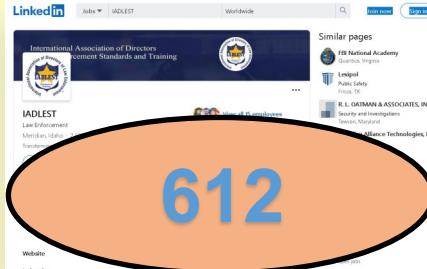 LinkedIn Jobs IADLEST Worldwide Join now Sign in
International Association of Directors
rcement Standards and Training
IADLEST
Law Enforcement
Meridian, Idaho
View all 15 employees
612
Website
Similar pages
FBI National Academy
Quantico, Virginia
Lexipol
Public Safety
Frisco, TX
R. L. OATMAN & ASSOCIATES, IN
Security and Investigations
Towson, Maryland
Alliance Technologies,